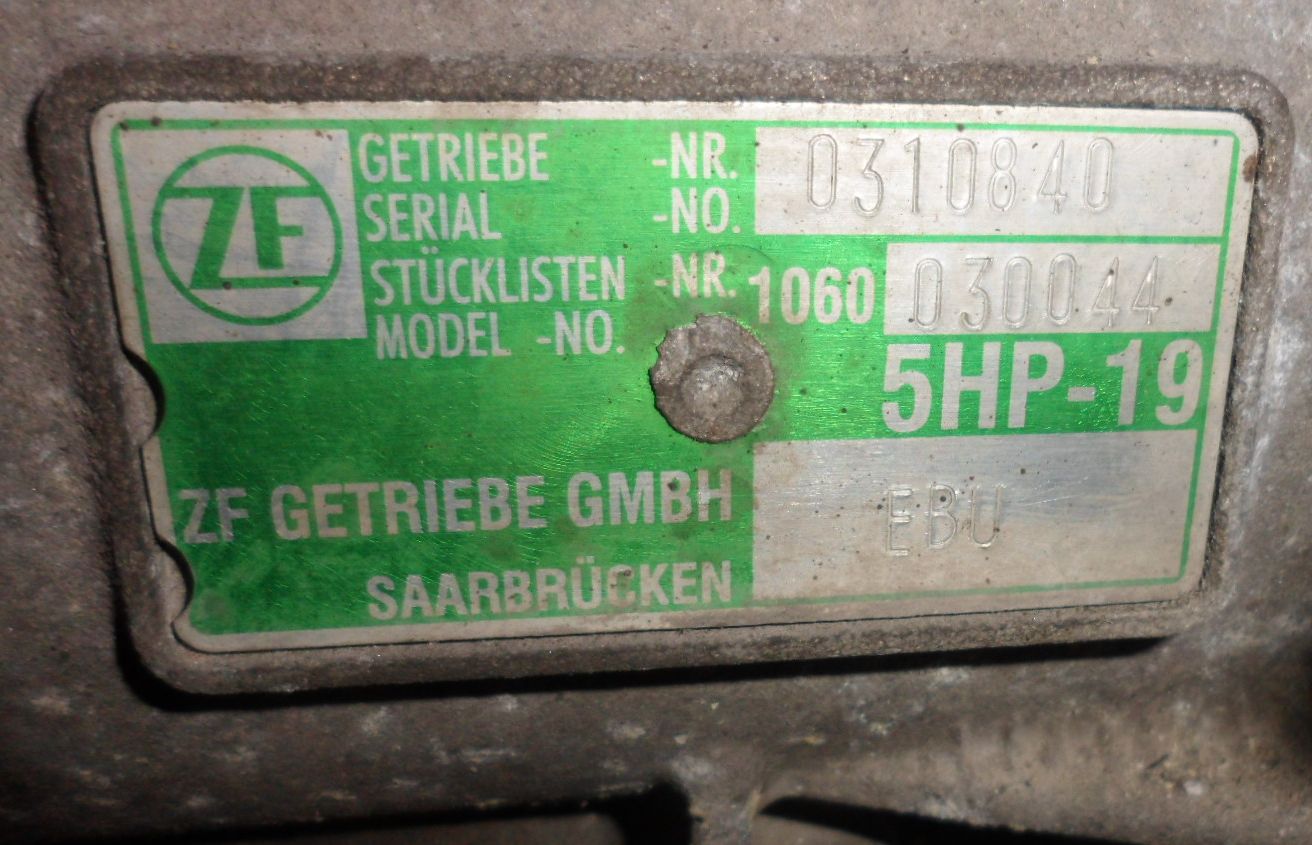 ZF
GETRIEBE -NR. 0310840
SERIAL -NO.
STÜCKLISTEN -NR. 1060 030044
MODEL -NO.
5HP-19
ZF GETRIEBE GMBH EBU
SAARBRÜCKEN